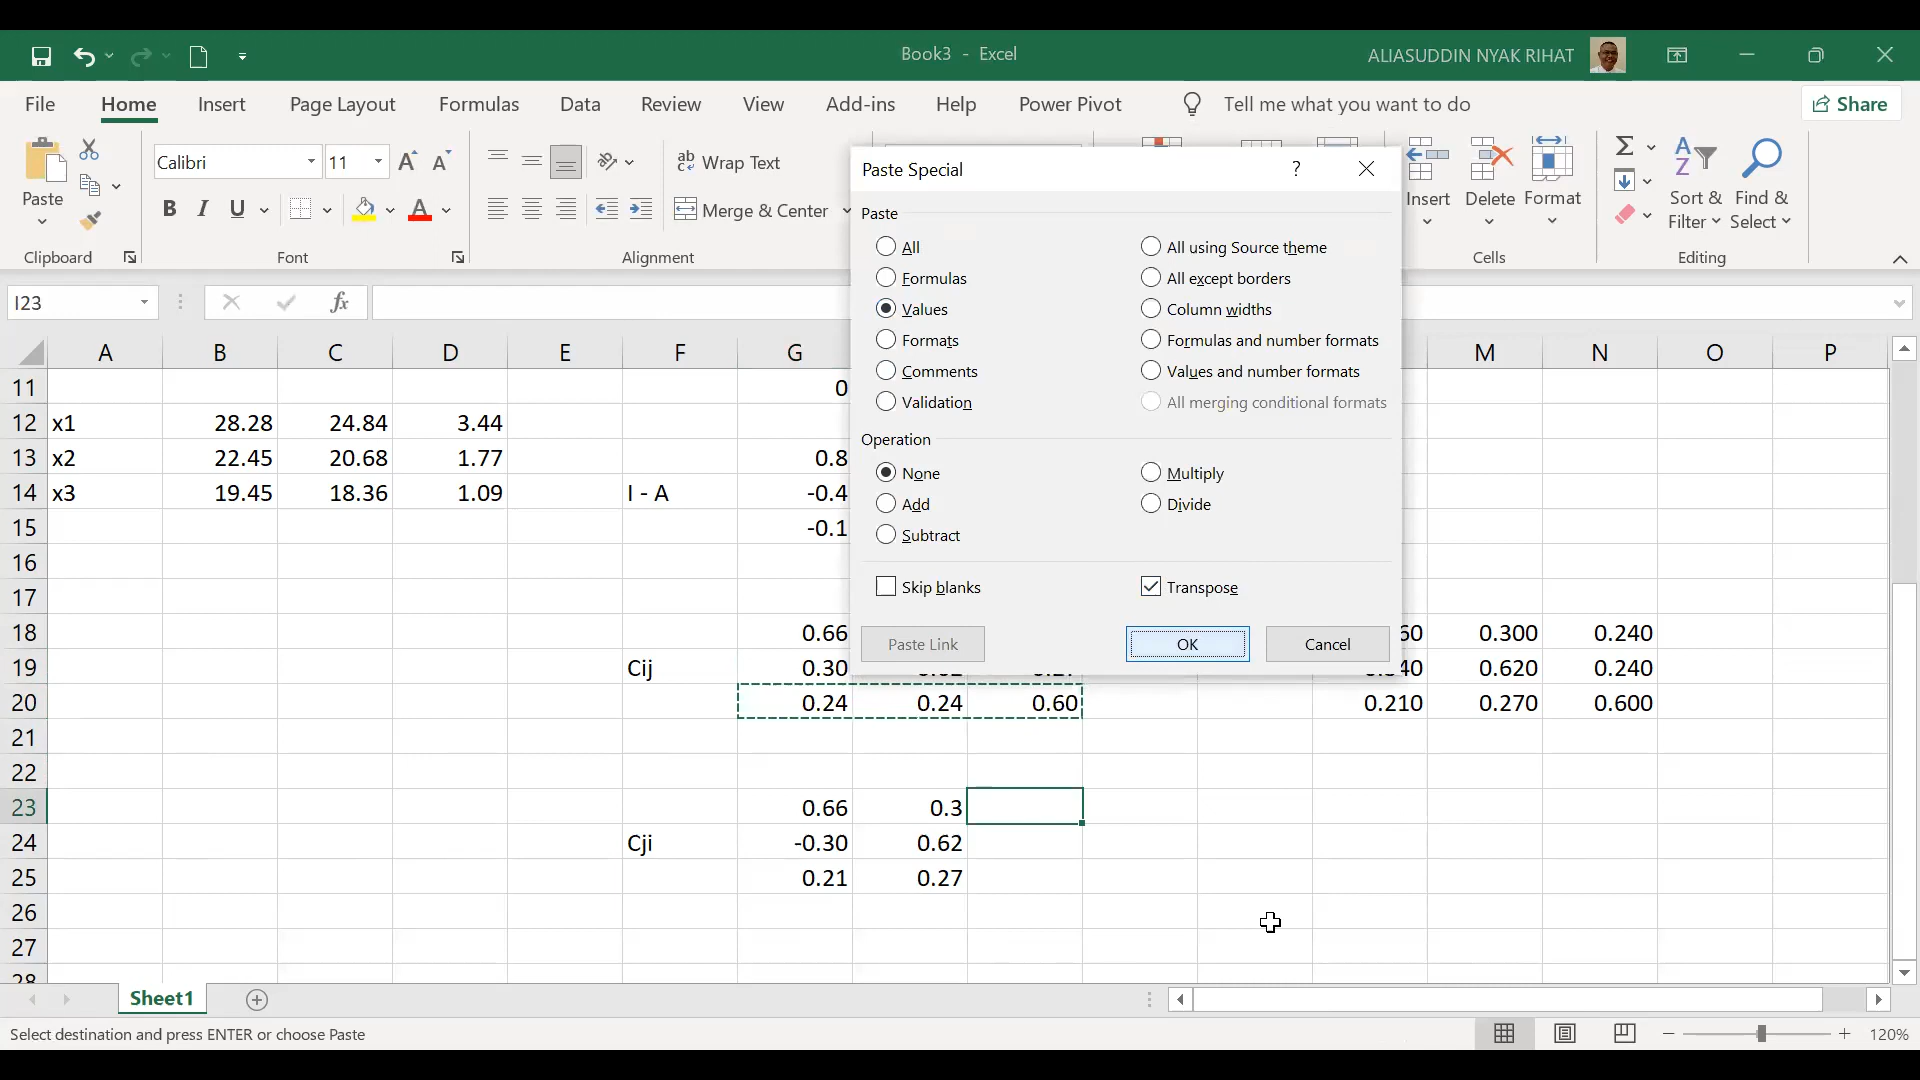 Book3 - Excel
ALIASUDDIN NYAK RIHAT
File Home Insert Page Layout Formulas Data Review View Add-ins Help Power Pivot Tell me what you want to do Share
Calibri 11
Wrap Text
Merge & Center
Paste
Insert Delete Format
Sort & Filter
Find & Select
Clipboard Font Alignment Cells Editing
Paste Special
Paste
All All using Source theme
Formulas All except borders
Values Column widths
Formats Formulas and number formats
Comments Values and number formats
Validation All merging conditional formats
Operation
None Multiply
Add Divide
Subtract
Skip blanks Transpose
Paste Link OK Cancel
I23 fx
A B C D E F G M N O P
11 0
12 x1 28.28 24.84 3.44
13 x2 22.45 20.68 1.77 0.8
14 x3 19.45 18.36 1.09 I - A -0.4
15 -0.1
16
17
18 0.66 60 0.300 0.240
19 Cij 0.30 40 0.620 0.240
20 0.24 0.24 0.60 0.210 0.270 0.600
21
22
23 0.66 0.3
24 Cji -0.30 0.62
25 0.21 0.27
26
27
28
Sheet1
Select destination and press ENTER or choose Paste
120%